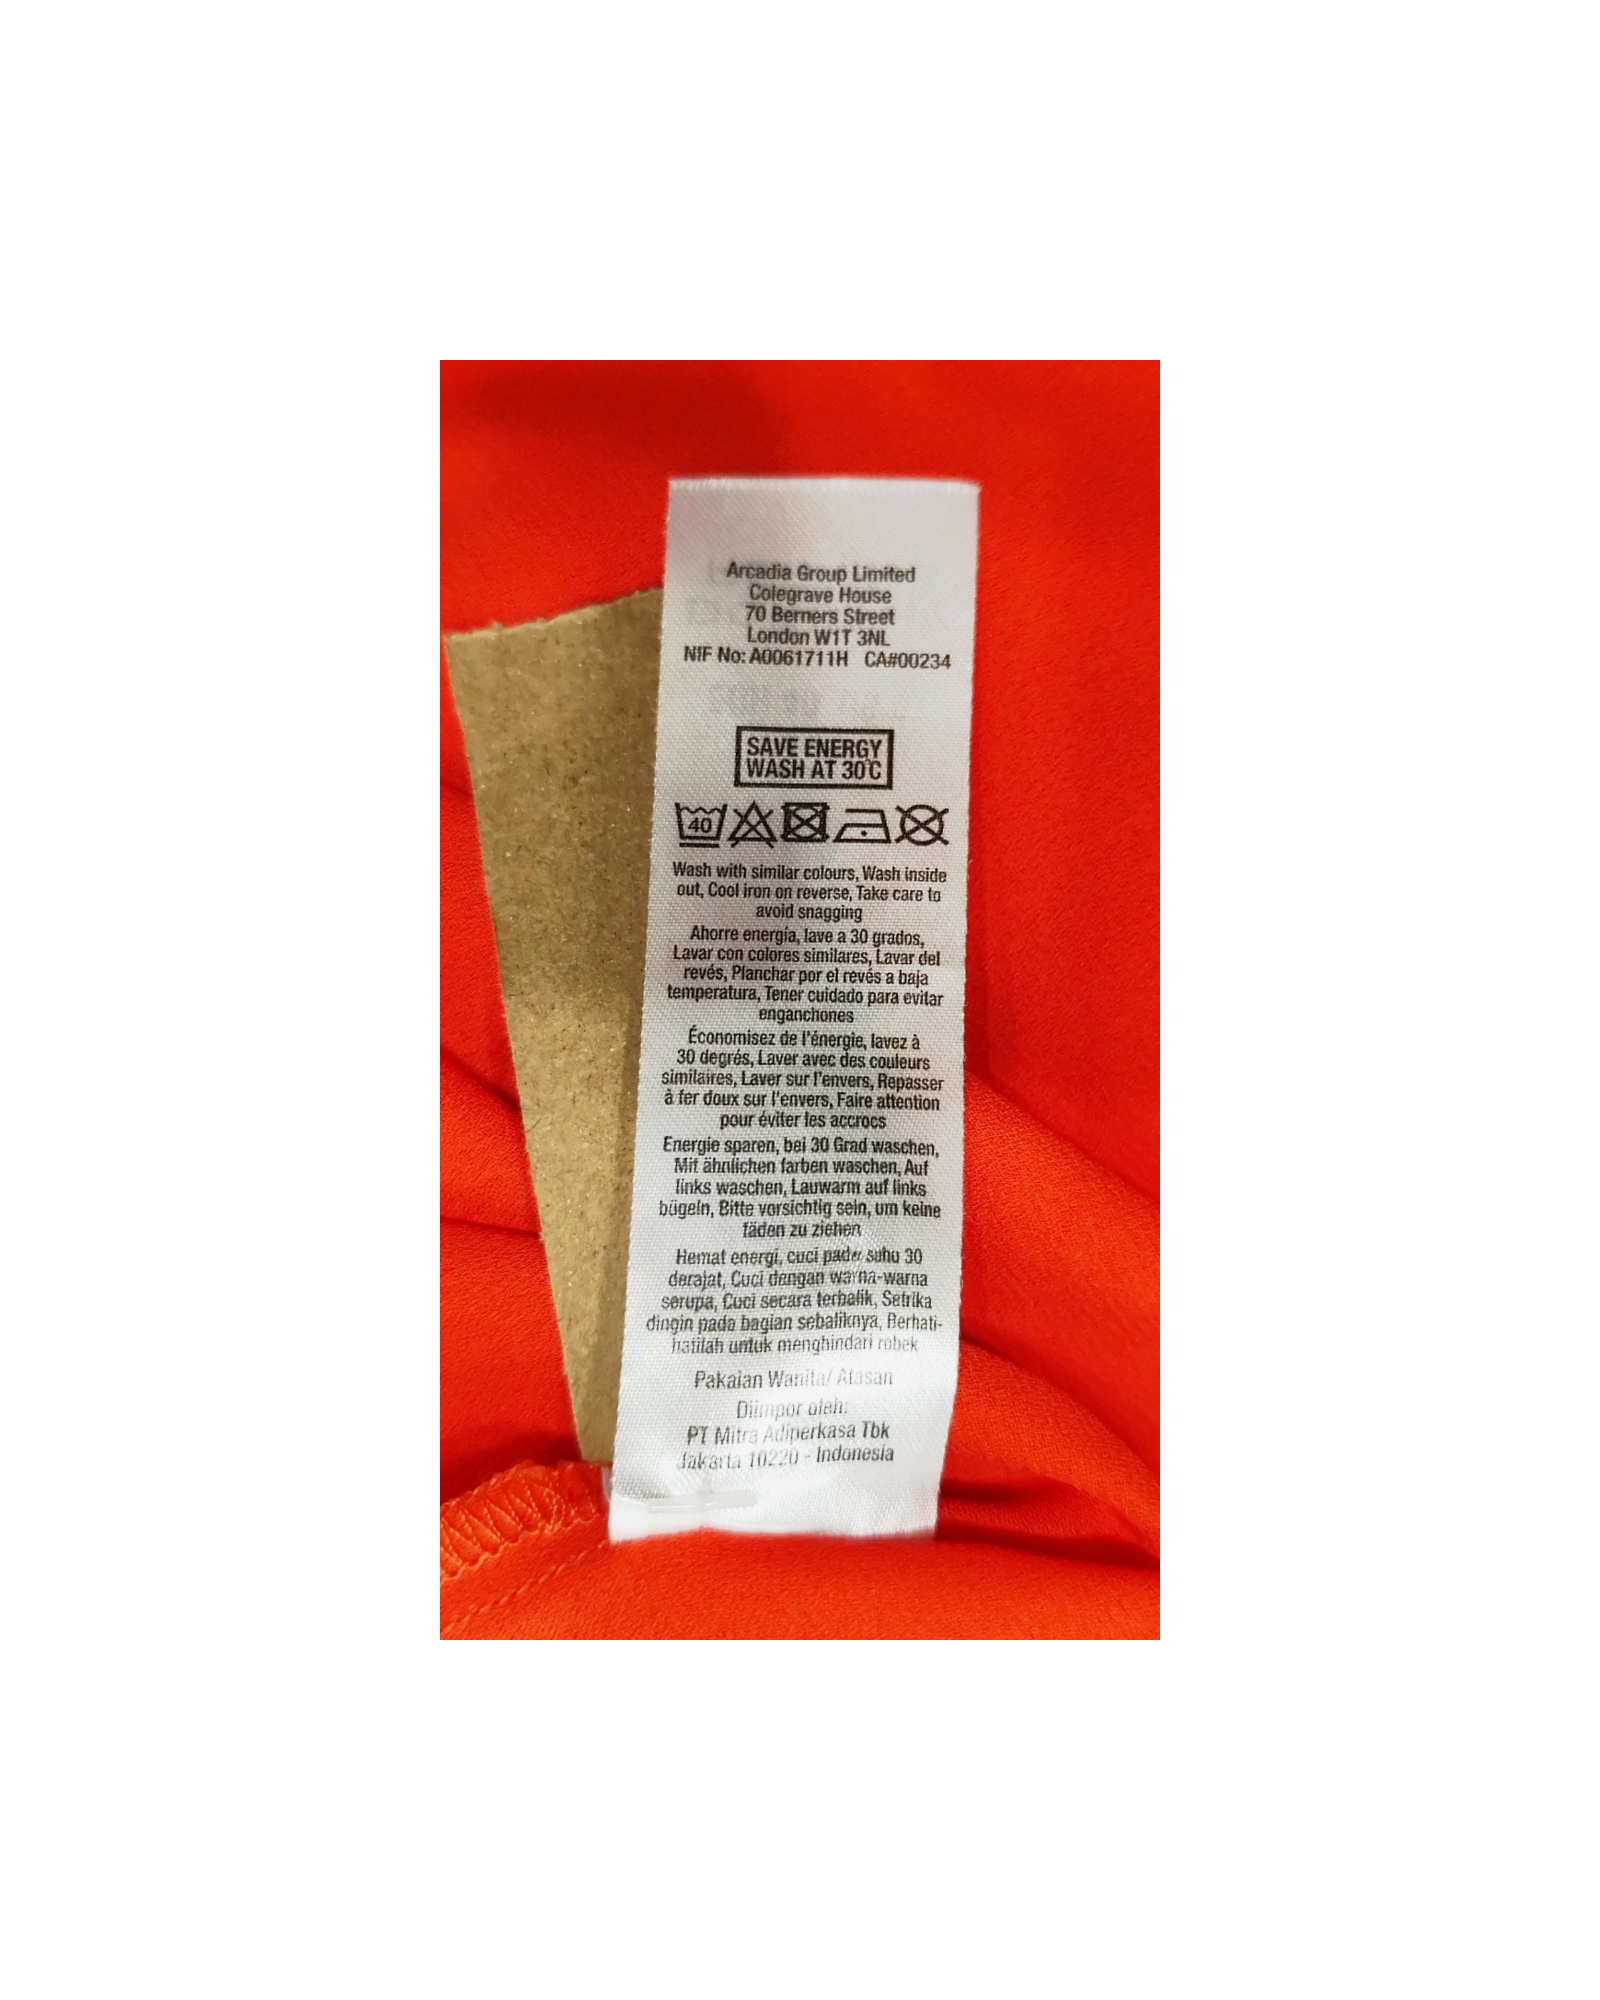 Arcadia Group Limited
Colegrave House
70 Berners Street
London W1T 3NL
NIF No: A0061711H CA#00234
SAVE ENERGY
WASH AT 30°C
40
Wash with similar colours, Wash inside
out, Cool iron on reverse, Take care to
avoid snagging
Ahorre energía, lave a 30 grados,
Lavar con colores similares, Lavar del
revés, Planchar por el revés a baja
temperatura, Tener cuidado para evitar
enganchones
Économisez de l'énergie, lavez à
30 degrés, Laver avec des couleurs
similaires, Laver sur l'envers, Repasser
à fer doux sur l'envers, Faire attention
pour éviter les accrocs
Energie sparen, bei 30 Grad waschen,
Mit ähnlichen farben waschen, Auf
links waschen, Lauwarm auf links
bügeln, Bitte vorsichtig sein, um keine
fäden zu ziehen
Hemat energi, cuci pada suhu 30
derajat, Cuci dengan warna-warna
serupa, Cuci secara terbalik, Setrika
dingin pada bagian sebaliknya, Berhati-
hatilah untuk menghindari robek
Pakaian Wanita/ Atasan
Diimpor oleh:
PT Mitra Adiperkasa Tbk
Jakarta 10220 - Indonesia